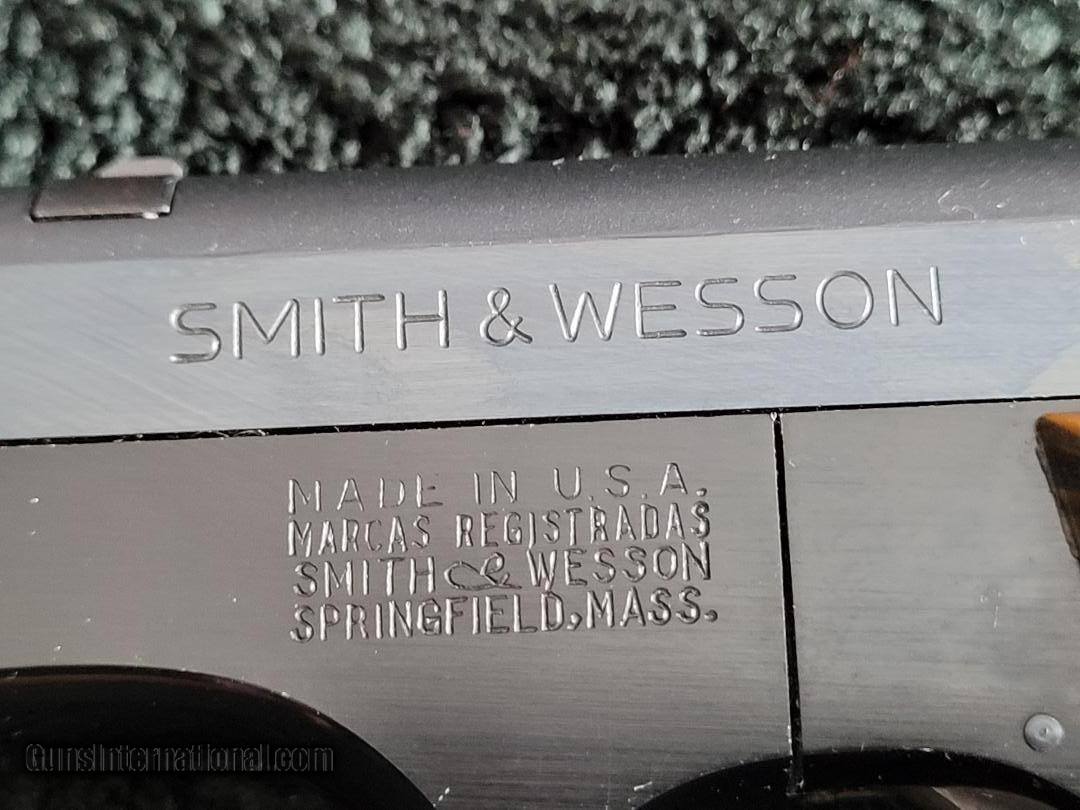 SMITH & WESSON
MADE IN U.S.A.
MARCAS REGISTRADAS
SMITH & WESSON
SPRINGFIELD, MASS.
GunsInternational.com